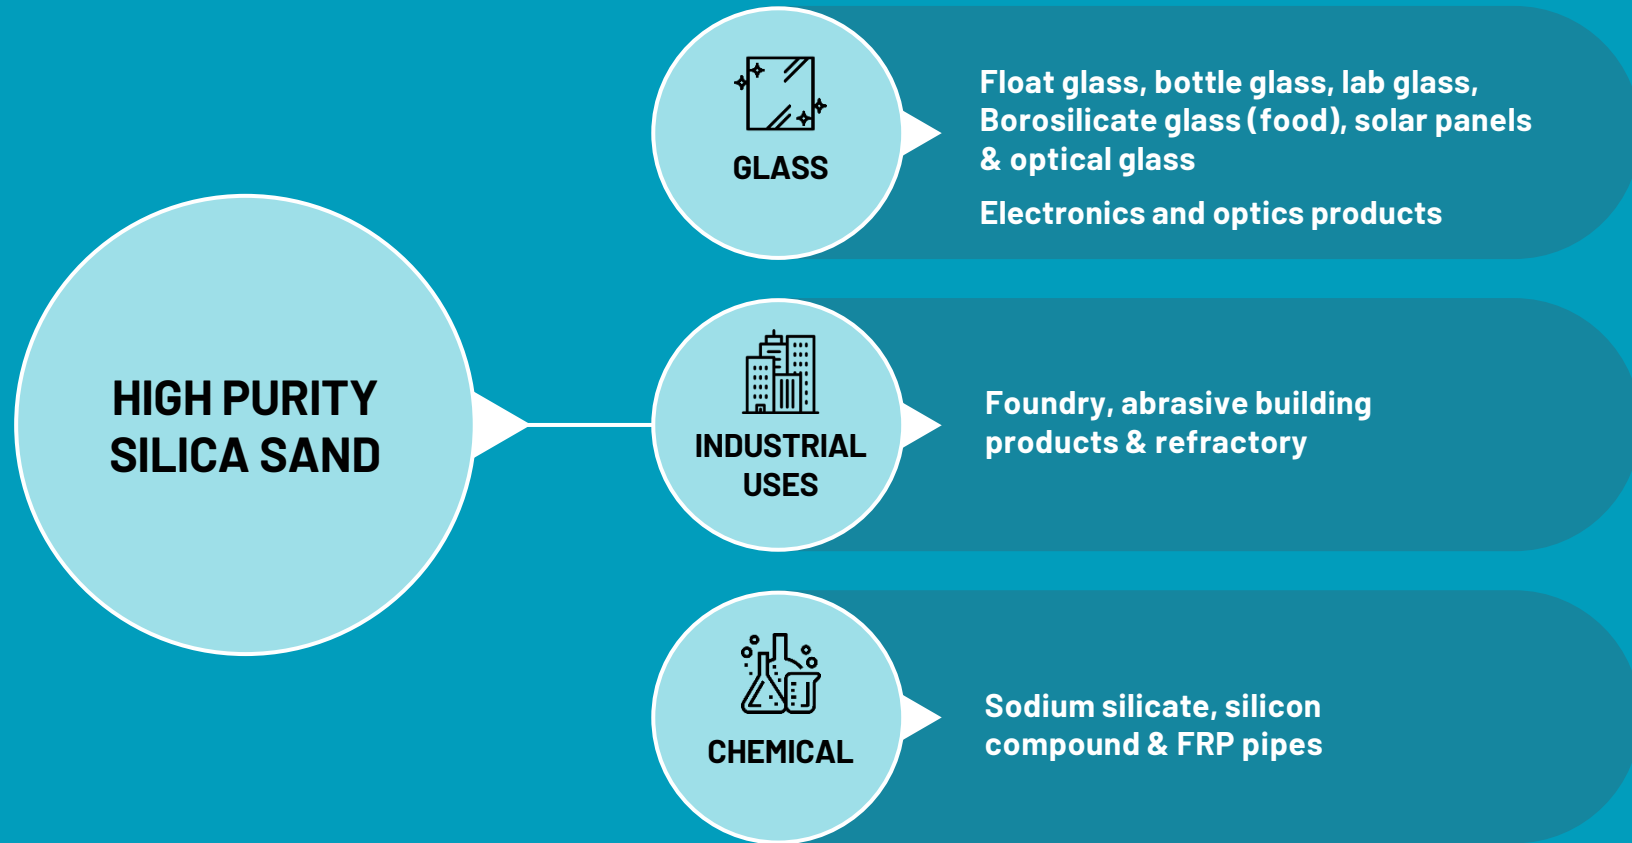 HIGH PURITY
SILICA SAND
GLASS
Float glass, bottle glass, lab glass,
Borosilicate glass (food), solar panels
& optical glass
Electronics and optics products
INDUSTRIAL
USES
Foundry, abrasive building
products & refractory
CHEMICAL
Sodium silicate, silicon
compound & FRP pipes